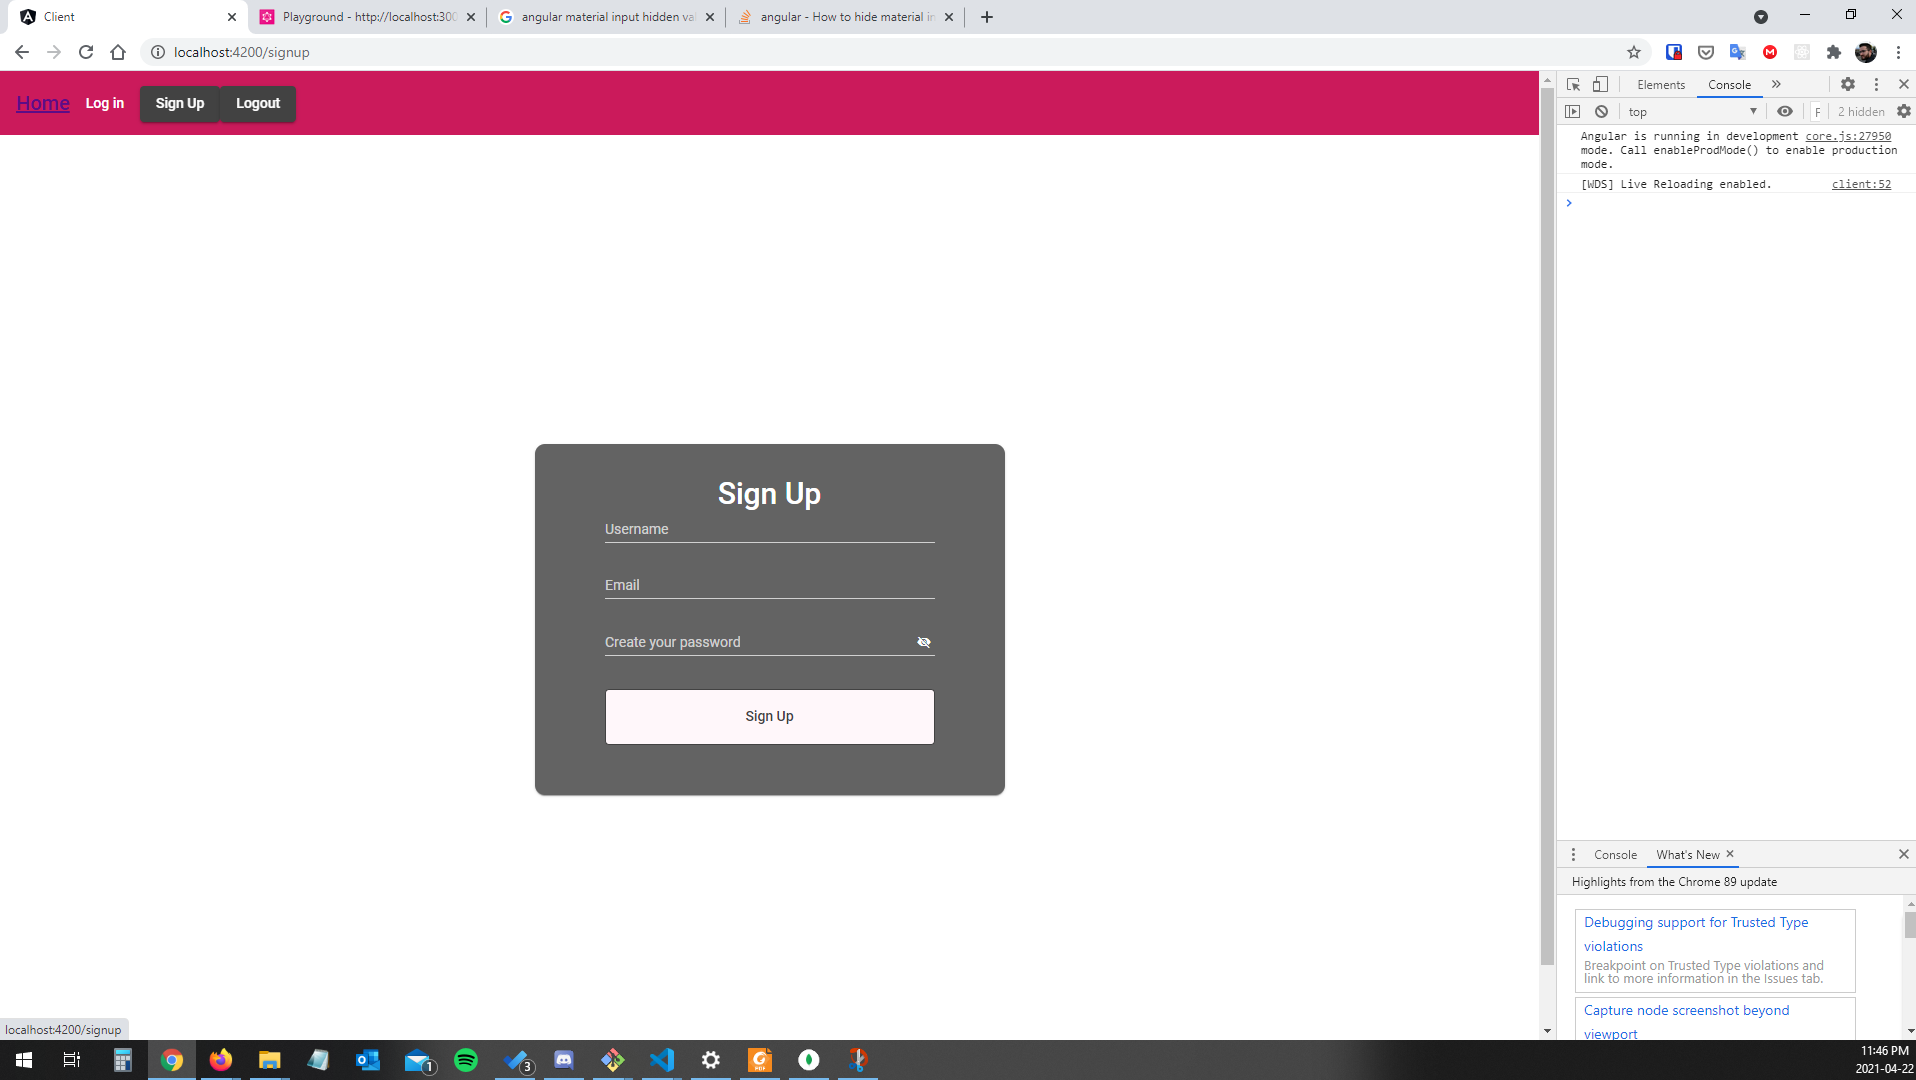 Client
Playground - http://localhost:300
angular material input hidden val
angular - How to hide material in
localhost:4200/signup
Home
Log in
Sign Up
Logout
Elements
Console
top
2 hidden
Angular is running in development core.js:27950
mode. Call enableProdMode() to enable production
mode.
[WDS] Live Reloading enabled. client:52
Sign Up
Username
Email
Create your password
Sign Up
Console
What's New
Highlights from the Chrome 89 update
Debugging support for Trusted Type
violations
Breakpoint on Trusted Type violations and
link to more information in the Issues tab.
Capture node screenshot beyond
viewport
localhost:4200/signup
1
3
11:46 PM
2021-04-22